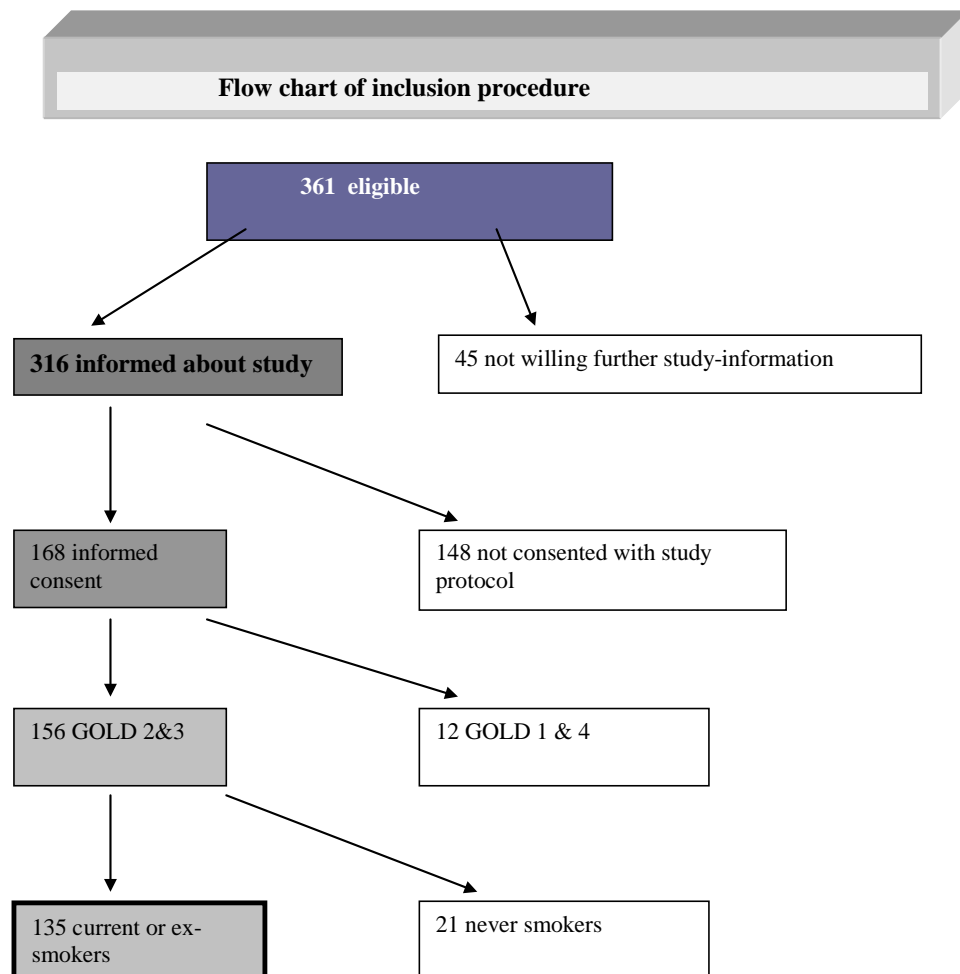 Flow chart of inclusion procedure
361 eligible
316 informed about study
45 not willing further study-information
168 informed
consent
148 not consented with study
protocol
156 GOLD 2&3
12 GOLD 1 & 4
135 current or ex-
smokers
21 never smokers